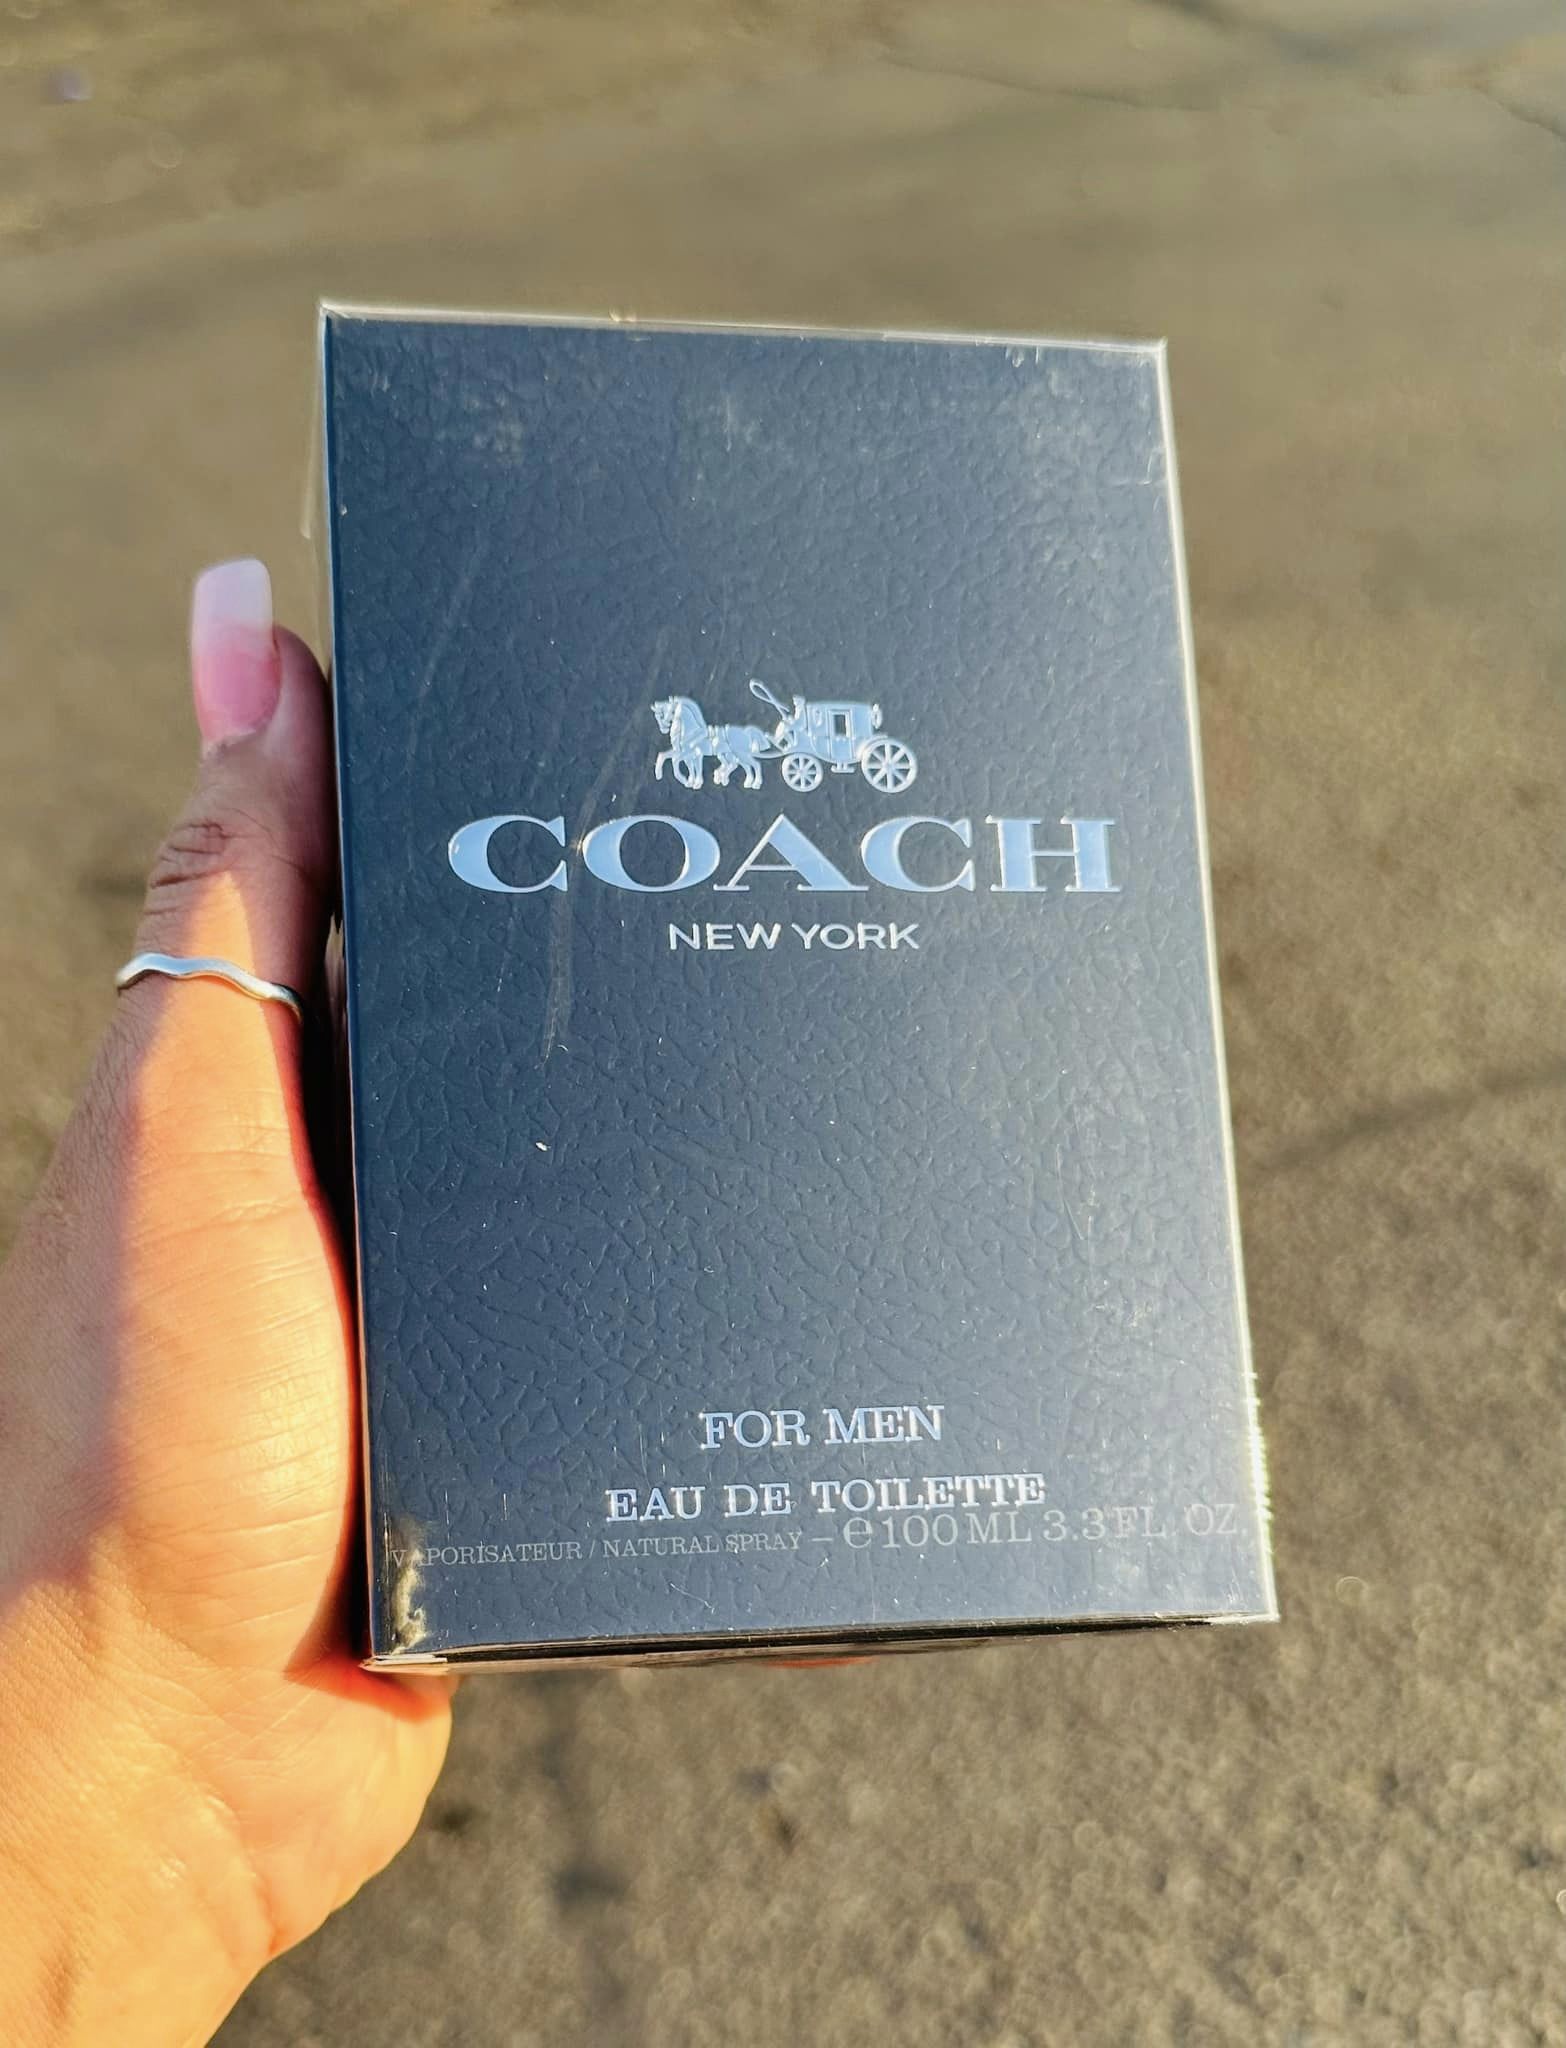 COACH
NEW YORK
FOR MEN
EAU DE TOILETTE
VAPORISATEUR / NATURAL SPRAY – ℮ 100 ML 3.3 FL. OZ.